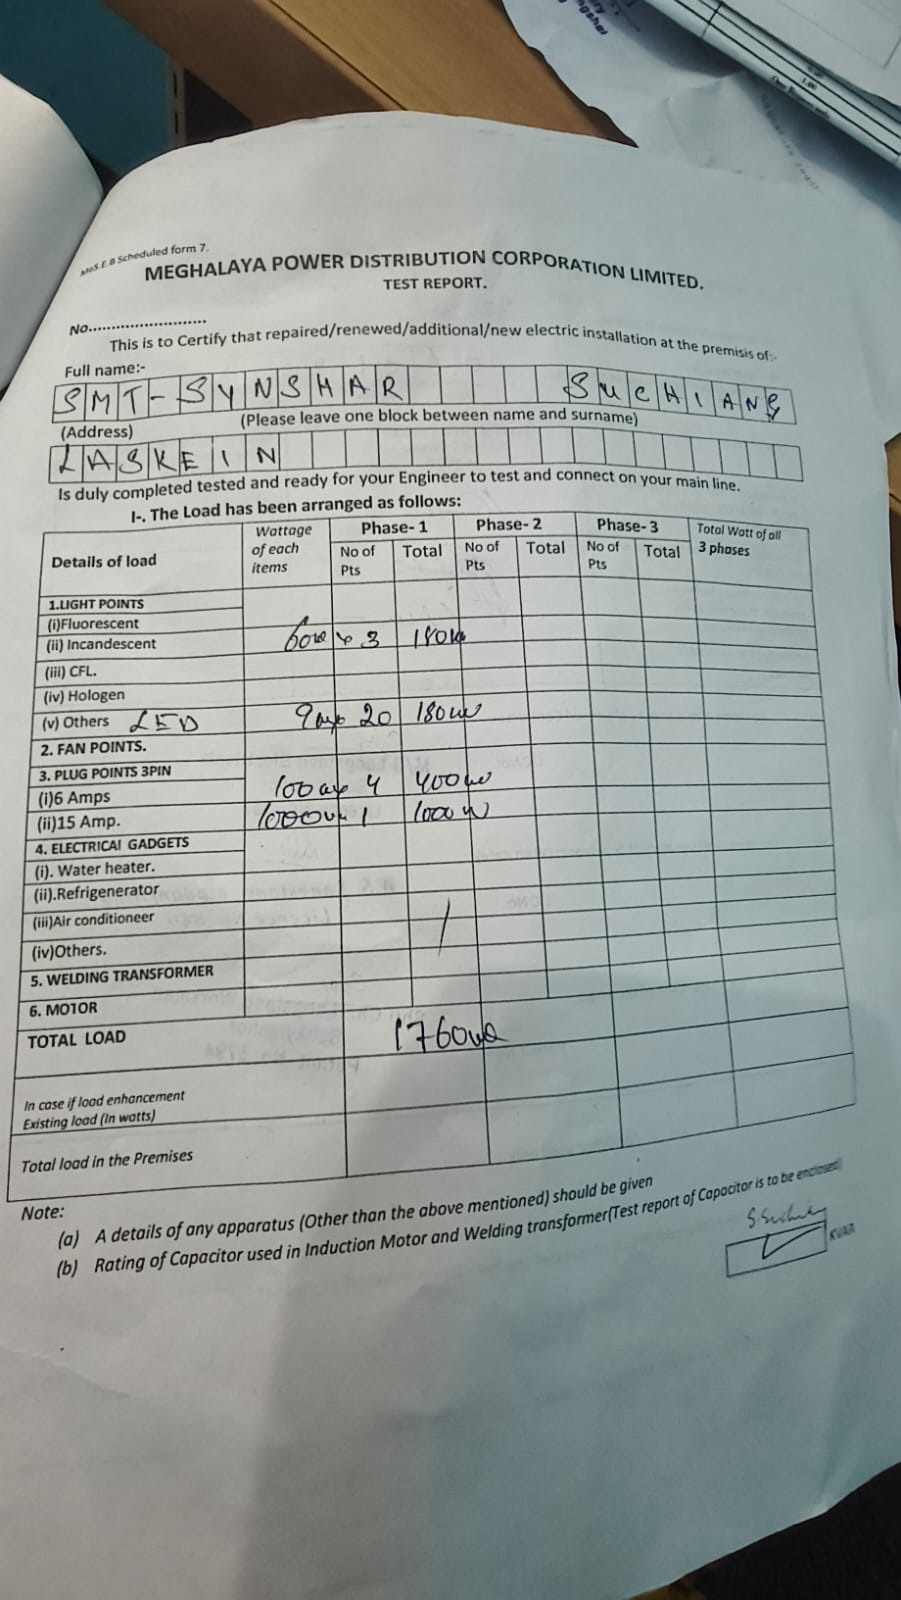 MeS.E.B Scheduled form 7.
MEGHALAYA POWER DISTRIBUTION CORPORATION LIMITED.
TEST REPORT.
No..........................
This is to Certify that repaired/renewed/additional/new electric installation at the premisis of:-
Full name:-
SMT- SYNSHAR SUCHIANG
(Address) (Please leave one block between name and surname)
LASKEIN
Is duly completed tested and ready for your Engineer to test and connect on your main line.
I-. The Load has been arranged as follows:
Details of load Wattage of each items Phase- 1 Phase- 2 Phase- 3 Total Watt of all 3 phases
No of Pts Total No of Pts Total No of Pts Total
1.LIGHT POINTS
(i)Fluorescent
(ii) Incandescent 60w x 3 180w
(iii) CFL.
(iv) Hologen
(v) Others LED 9w x 20 180w
2. FAN POINTS.
3. PLUG POINTS 3PIN
(i)6 Amps 100w x 4 400w
(ii)15 Amp. 1000w x 1 1000w
4. ELECTRICAl GADGETS
(i). Water heater.
(ii).Refrigenerator
(iii)Air conditioneer
(iv)Others.
5. WELDING TRANSFORMER
6. MOTOR
TOTAL LOAD 1760w
In case if load enhancement
Existing load (In watts)
Total load in the Premises
Note:
(a) A details of any apparatus (Other than the above mentioned) should be given
(b) Rating of Capacitor used in Induction Motor and Welding transformer(Test report of Capacitor is to be enclosed)
KVAR